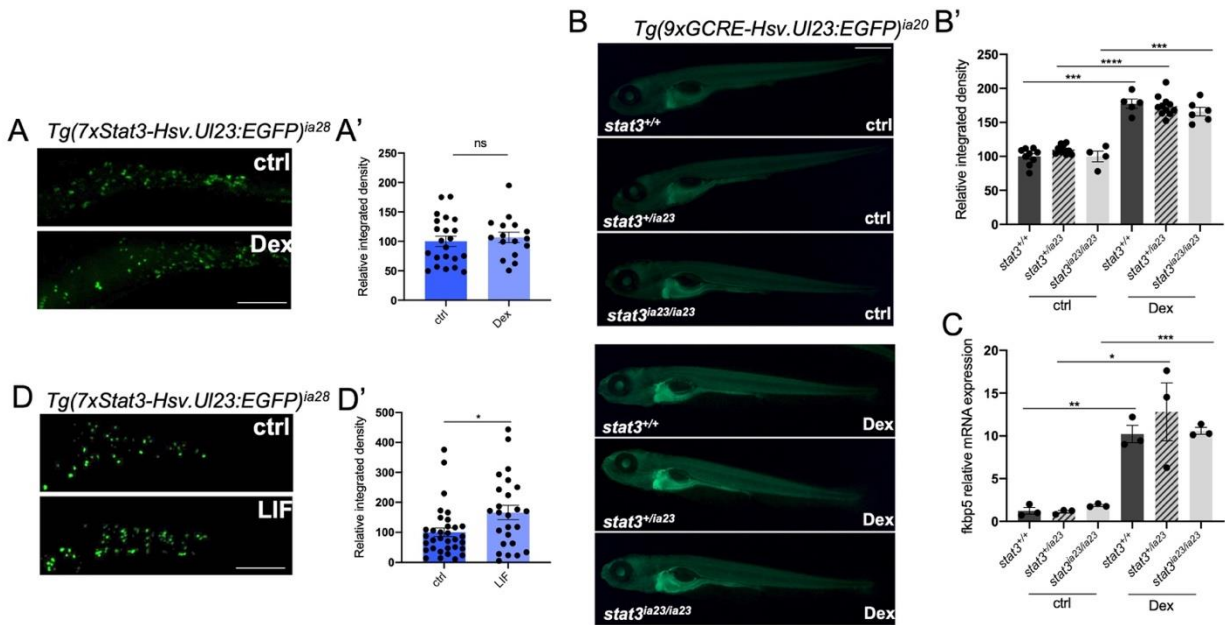 A
Tg(7xStat3-Hsv.Ul23:EGFP)ia28
ctrl
Dex
A'
ns
Relative integrated density
250
200
150
100
50
0
ctrl
Dex
B
Tg(9xGCRE-Hsv.Ul23:EGFP)ia20
stat3+/+
ctrl
stat3+/ia23
ctrl
stat3ia23/ia23
ctrl
stat3+/+
Dex
stat3+/ia23
Dex
stat3ia23/ia23
Dex
B'
***
****
***
Relative integrated density
250
200
150
100
50
0
stat3+/+
stat3+/ia23
stat3ia23/ia23
stat3+/+
stat3+/ia23
stat3ia23/ia23
ctrl
Dex
C
***
*
**
fkbp5 relative mRNA expression
20
15
10
5
0
stat3+/+
stat3+/ia23
stat3ia23/ia23
stat3+/+
stat3+/ia23
stat3ia23/ia23
ctrl
Dex
D
Tg(7xStat3-Hsv.Ul23:EGFP)ia28
ctrl
LIF
D'
*
Relative integrated density
500
400
300
200
100
0
ctrl
LIF